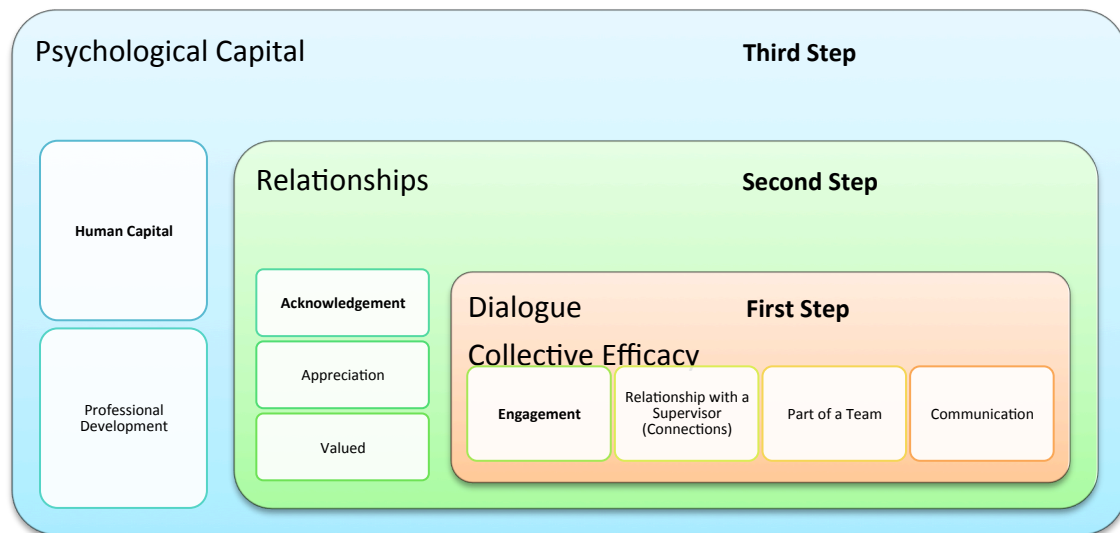 Psychological Capital
Third Step
Human Capital
Professional
Development
Relationships
Second Step
Acknowledgement
Appreciation
Valued
Dialogue
First Step
Collective Efficacy
Engagement
Relationship with a
Supervisor
(Connections)
Part of a Team
Communication